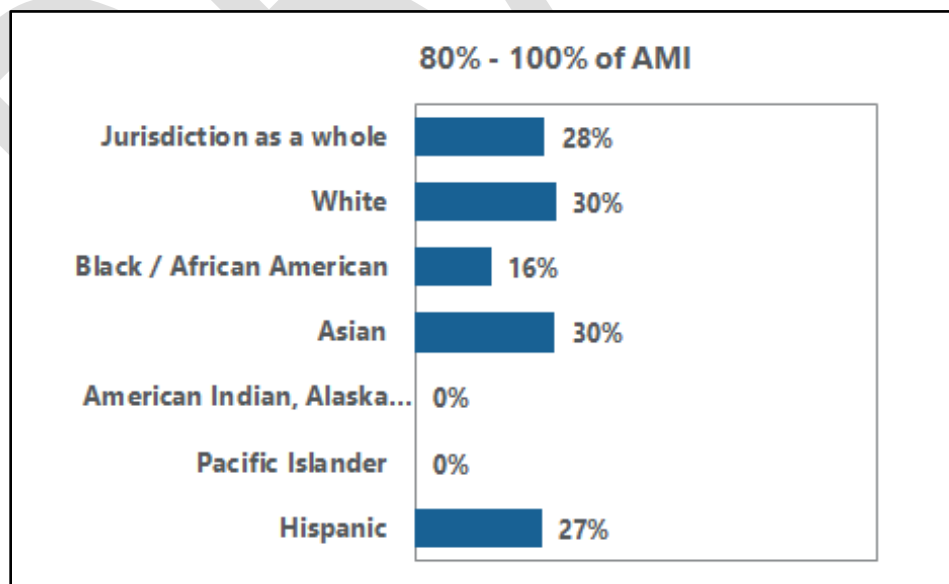 80% - 100% of AMI
Jurisdiction as a whole 28%
White 30%
Black / African American 16%
Asian 30%
American Indian, Alaska... 0%
Pacific Islander 0%
Hispanic 27%